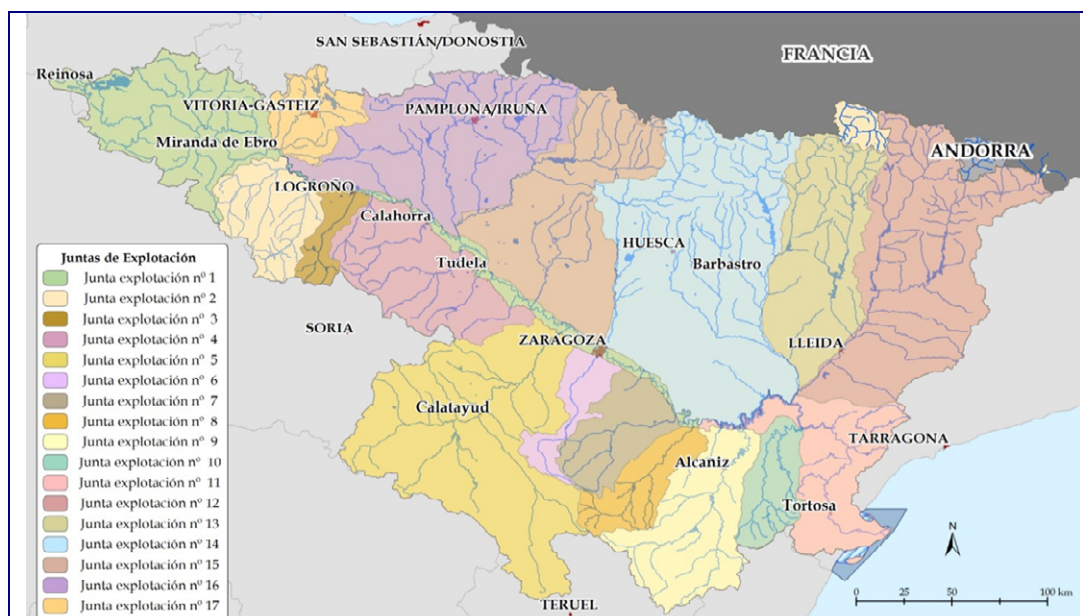 SAN SEBASTIÁN/DONOSTIA
FRANCIA
Reinosa
VITORIA-GASTEIZ
PAMPLONA/IRUÑA
Miranda de Ebro
ANDORRA
LOGROÑO
Calahorra
HUESCA
Tudela
Barbastro
SORIA
ZARAGOZA
LLEIDA
Calatayud
TARRAGONA
Alcaniz
Tortosa
TERUEL
Juntas de Explotación
Junta explotación nº 1
Junta explotación nº 2
Junta explotación nº 3
Junta explotación nº 4
Junta explotación nº 5
Junta explotación nº 6
Junta explotación nº 7
Junta explotación nº 8
Junta explotación nº 9
Junta explotación nº 10
Junta explotación nº 11
Junta explotación nº 12
Junta explotación nº 13
Junta explotación nº 14
Junta explotación nº 15
Junta explotación nº 16
Junta explotación nº 17
N
0 25 50 100 km